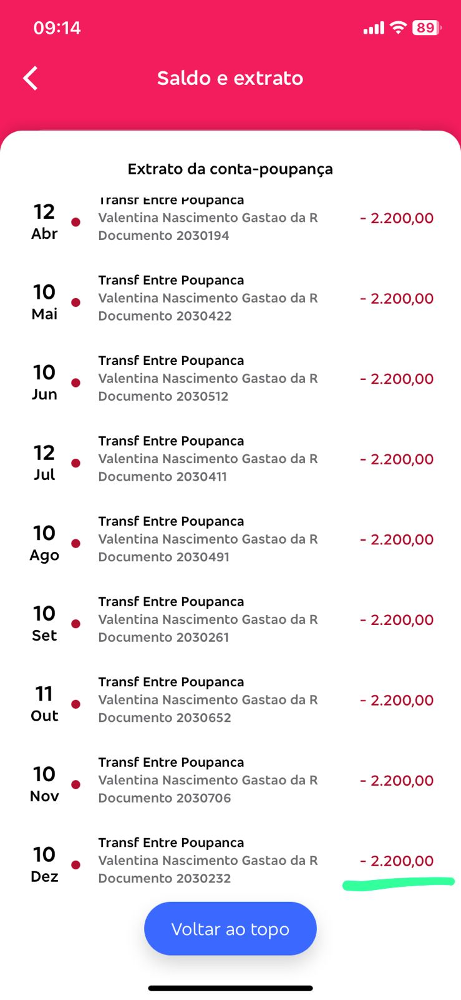 09:14
89
Saldo e extrato
Extrato da conta-poupança
Transf Entre Poupanca
12
Abr
Valentina Nascimento Gastao da R
- 2.200,00
Documento 2030194
Transf Entre Poupanca
10
Mai
Valentina Nascimento Gastao da R
- 2.200,00
Documento 2030422
Transf Entre Poupanca
10
Jun
Valentina Nascimento Gastao da R
- 2.200,00
Documento 2030512
Transf Entre Poupanca
12
Jul
Valentina Nascimento Gastao da R
- 2.200,00
Documento 2030411
Transf Entre Poupanca
10
Ago
Valentina Nascimento Gastao da R
- 2.200,00
Documento 2030491
Transf Entre Poupanca
10
Set
Valentina Nascimento Gastao da R
- 2.200,00
Documento 2030261
Transf Entre Poupanca
11
Out
Valentina Nascimento Gastao da R
- 2.200,00
Documento 2030652
Transf Entre Poupanca
10
Nov
Valentina Nascimento Gastao da R
- 2.200,00
Documento 2030706
Transf Entre Poupanca
10
Dez
Valentina Nascimento Gastao da R
- 2.200,00
Documento 2030232
Voltar ao topo